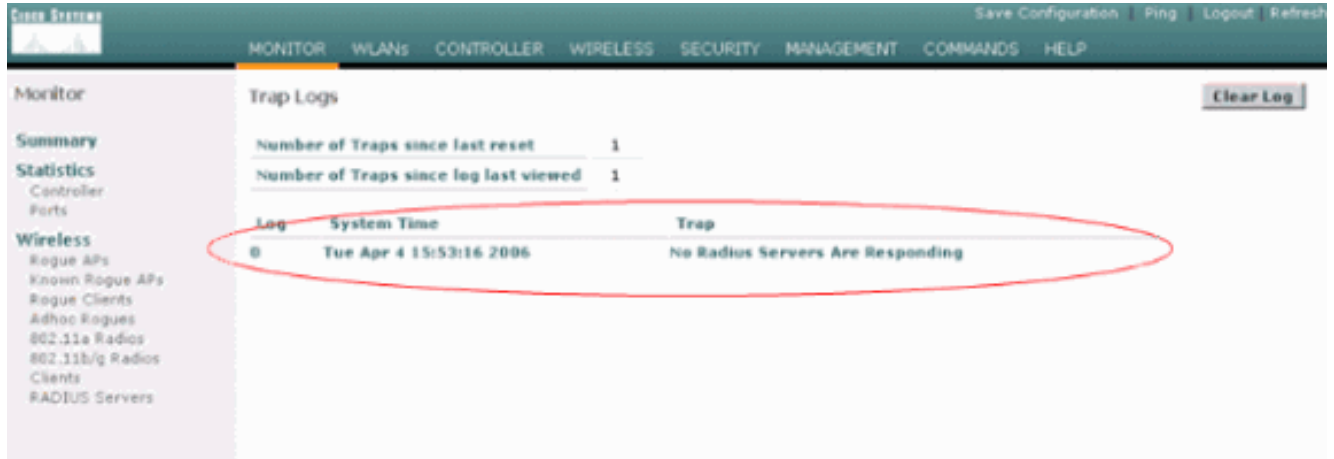 CISCO SYSTEMS
Save Configuration | Ping | Logout | Refresh
MONITOR WLANs CONTROLLER WIRELESS SECURITY MANAGEMENT COMMANDS HELP
Monitor
Summary
Statistics
Controller
Ports
Wireless
Rogue APs
Known Rogue APs
Rogue Clients
Adhoc Rogues
802.11a Radios
802.11b/g Radios
Clients
RADIUS Servers
Trap Logs
Clear Log
Number of Traps since last reset 1
Number of Traps since log last viewed 1
Log System Time Trap
0 Tue Apr 4 15:53:16 2006 No Radius Servers Are Responding